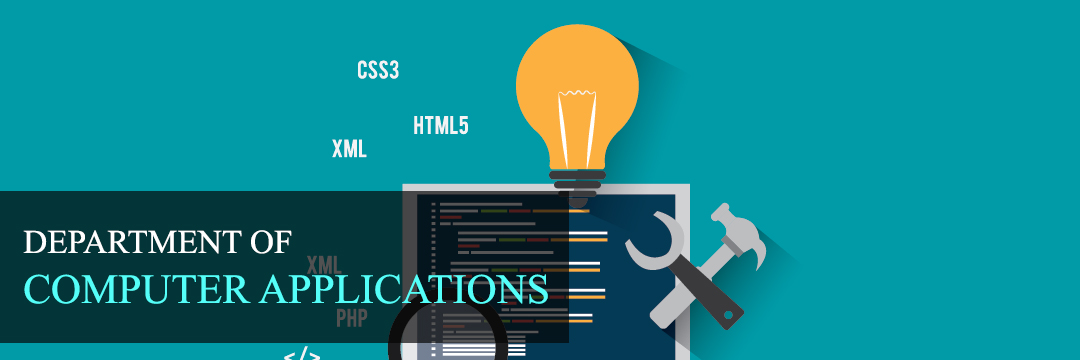 CSS3
HTML5
XML
DEPARTMENT OF
XML
COMPUTER APPLICATIONS
PHP
</>